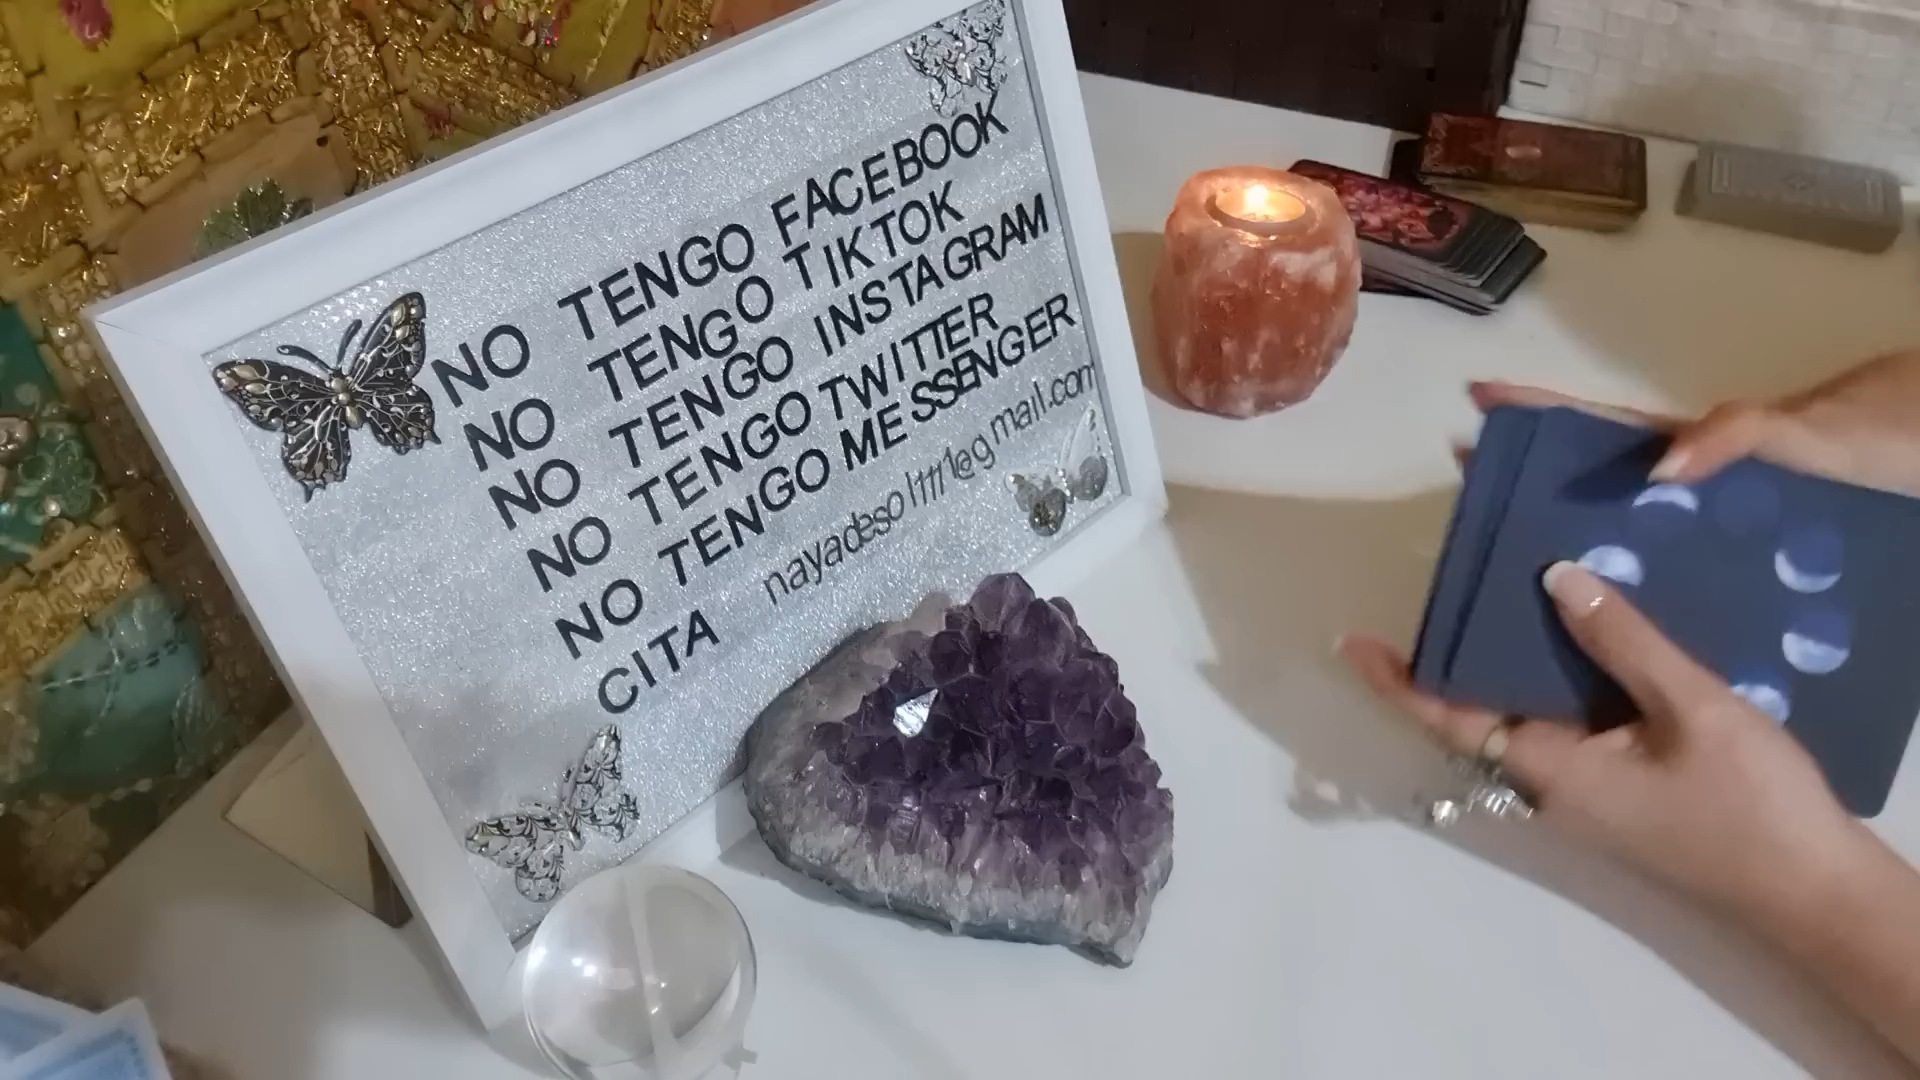 NO TENGO FACEBOOK
NO TENGO TIKTOK
NO TENGO INSTAGRAM
NO TENGO TWITTER
NO TENGO MESSENGER
CITA nayadesol1111@gmail.com